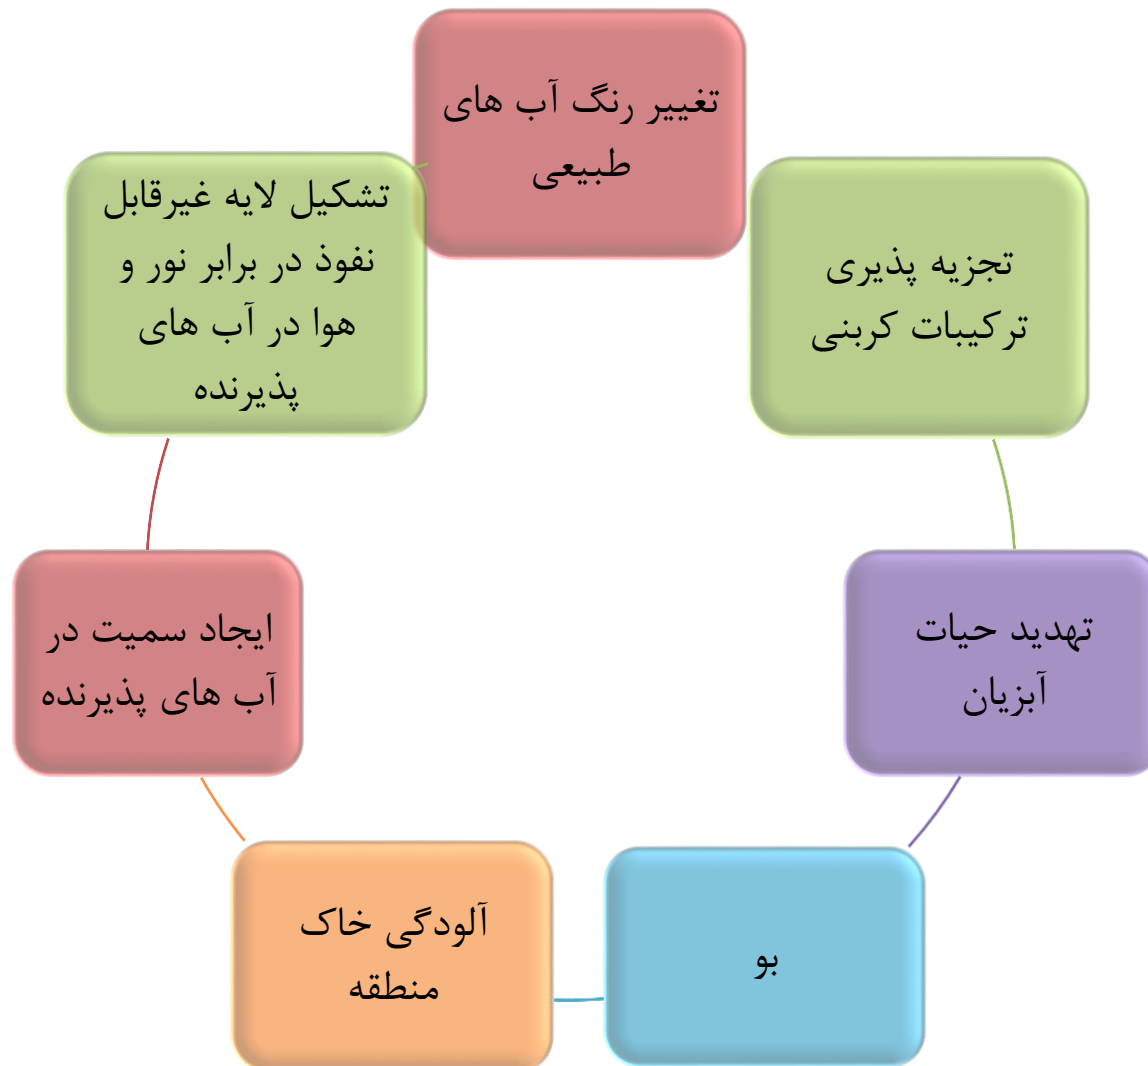 تغییر رنگ آب های
طبیعی
تجزیه پذیری
ترکیبات کربنی
تهدید حیات
آبزیان
بو
آلودگی خاک
منطقه
ایجاد سمیت در
آب های پذیرنده
تشکیل لایه غیرقابل
نفوذ در برابر نور و
هوا در آب های
پذیرنده